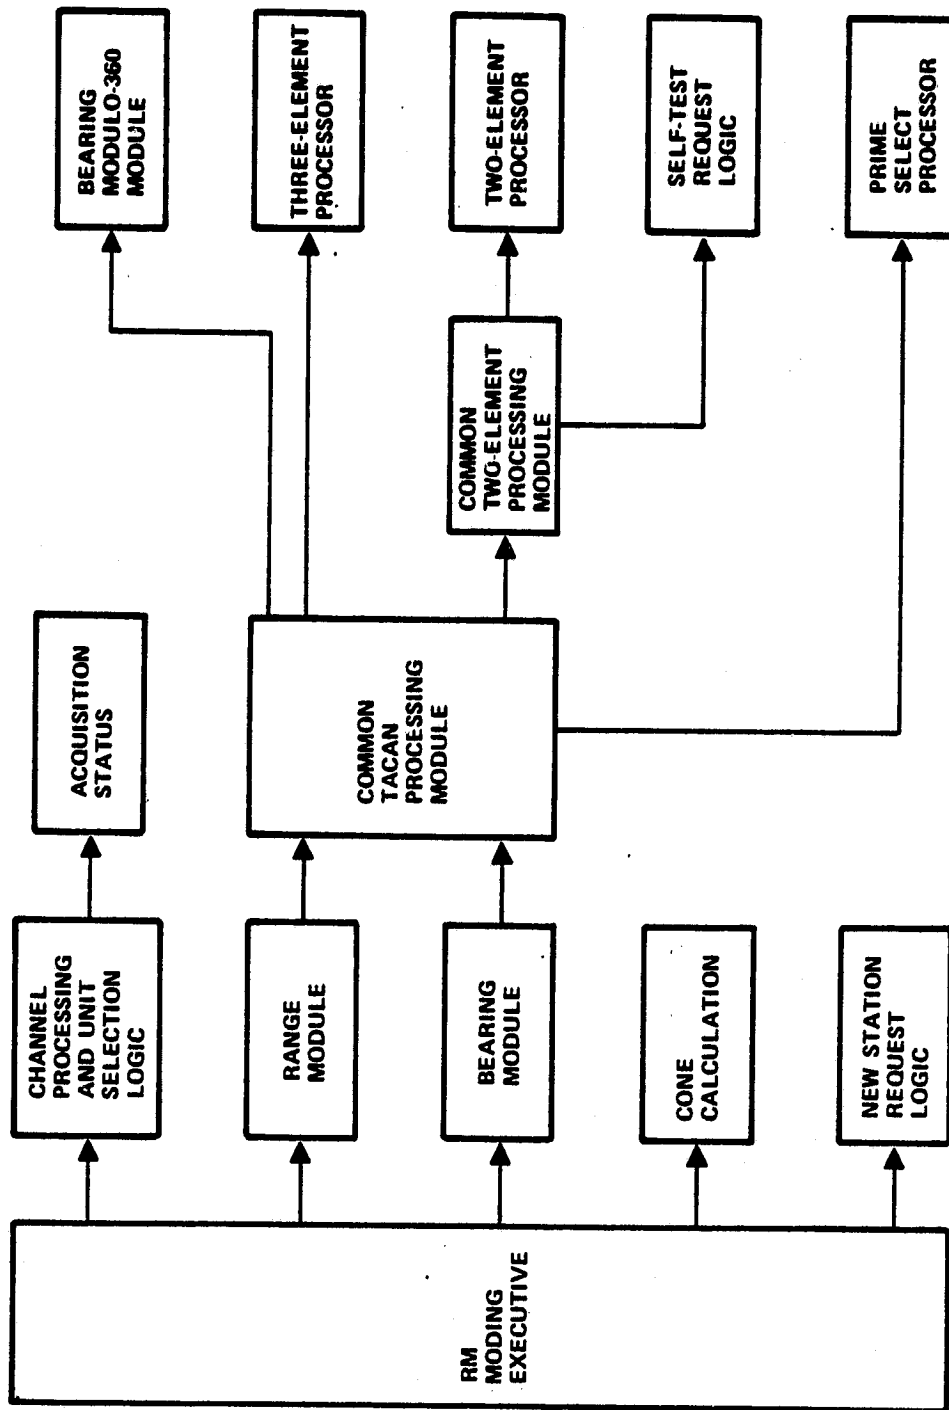 RM
MODING
EXECUTIVE
CHANNEL
PROCESSING
AND UNIT
SELECTION
LOGIC
ACQUISITION
STATUS
RANGE
MODULE
BEARING
MODULE
CONE
CALCULATION
NEW STATION
REQUEST
LOGIC
COMMON
TACAN
PROCESSING
MODULE
COMMON
TWO-ELEMENT
PROCESSING
MODULE
BEARING
MODULO-360
MODULE
THREE-ELEMENT
PROCESSOR
TWO-ELEMENT
PROCESSOR
SELF-TEST
REQUEST
LOGIC
PRIME
SELECT
PROCESSOR